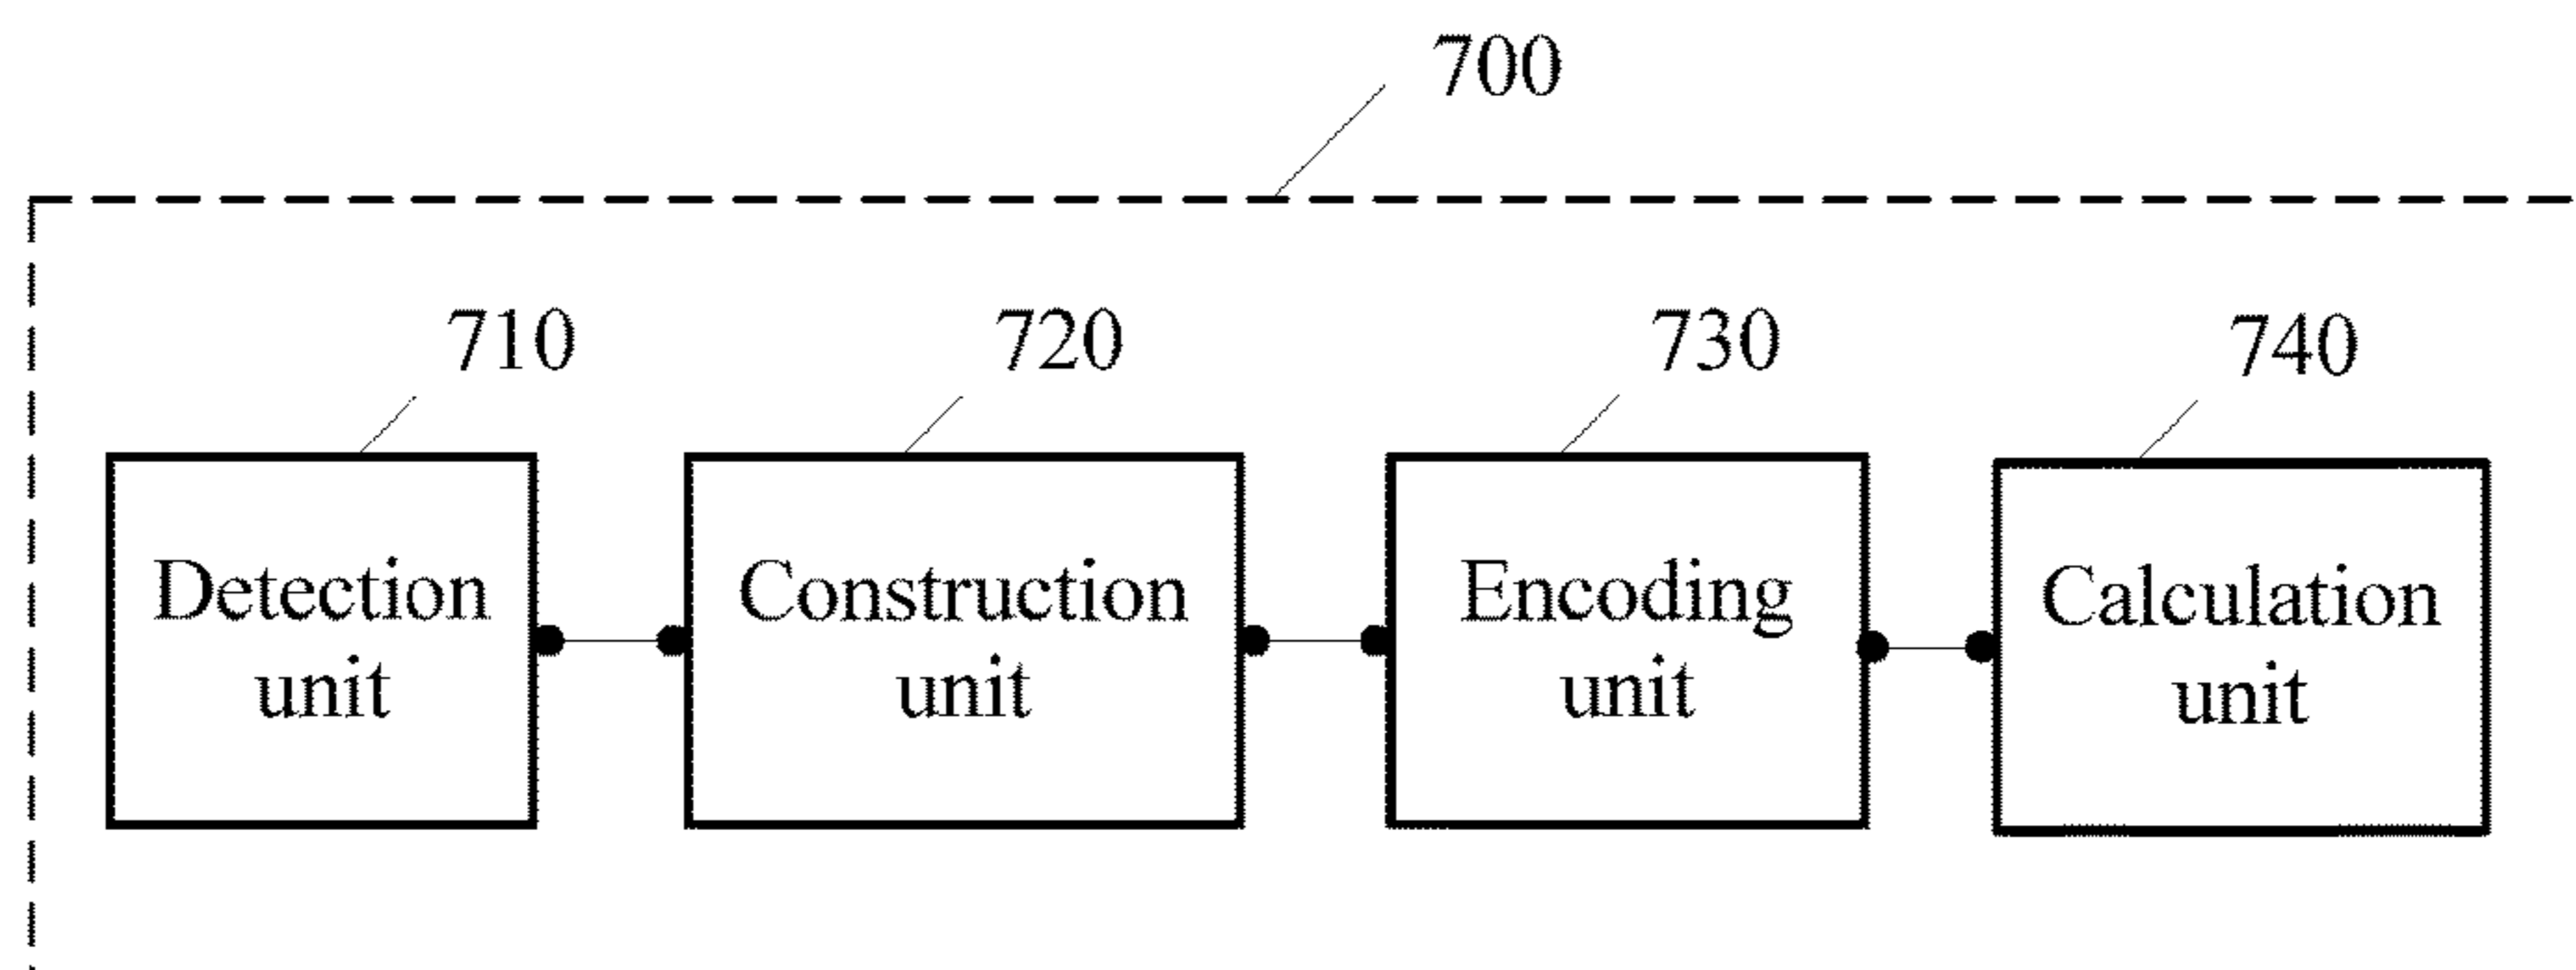 700
710
720
730
740
Detection
unit
Construction
unit
Encoding
unit
Calculation
unit